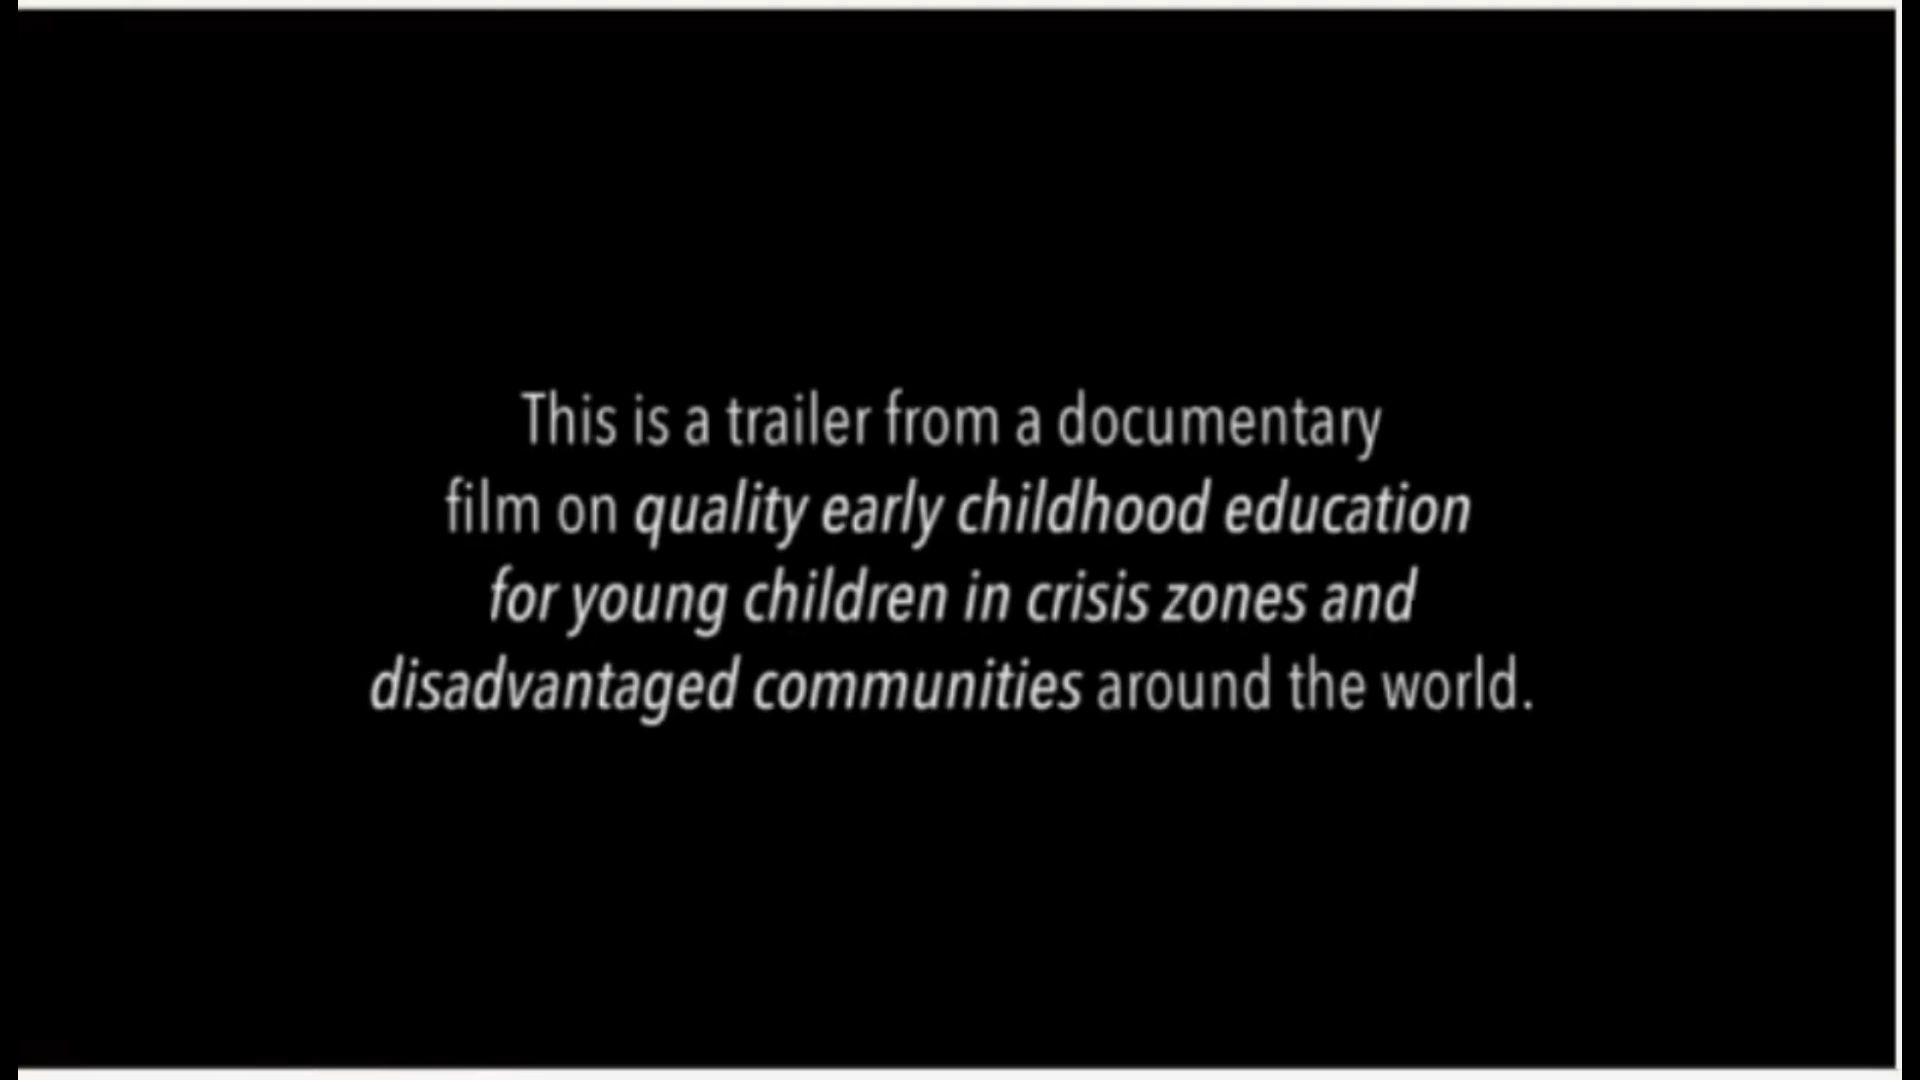 This is a trailer from a documentary
film on quality early childhood education
for young children in crisis zones and
disadvantaged communities around the world.